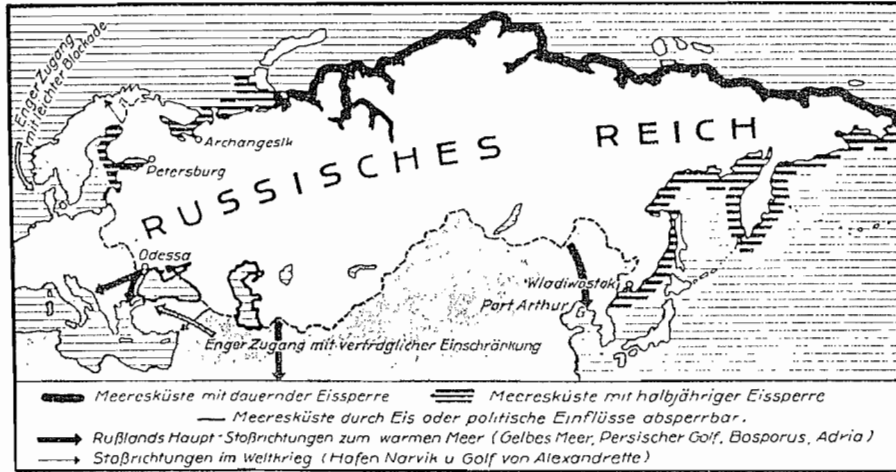 Enger Zugang
mit leichter Blockade
RUSSISCHES REICH
Archangeslk
Petersburg
Odessa
Wladiwostok
Port Arthur
Enger Zugang mit vertraglicher Einschränkung
Meeresküste mit dauernder Eissperre Meeresküste mit halbjähriger Eissperre
Meeresküste durch Eis oder politische Einflüsse absperrbar.
Rußlands Haupt-Stoßrichtungen zum warmen Meer (Gelbes Meer, Persischer Golf, Bosporus, Adria)
Stoßrichtungen im Weltkrieg (Hafen Narvik u Golf von Alexandrette)